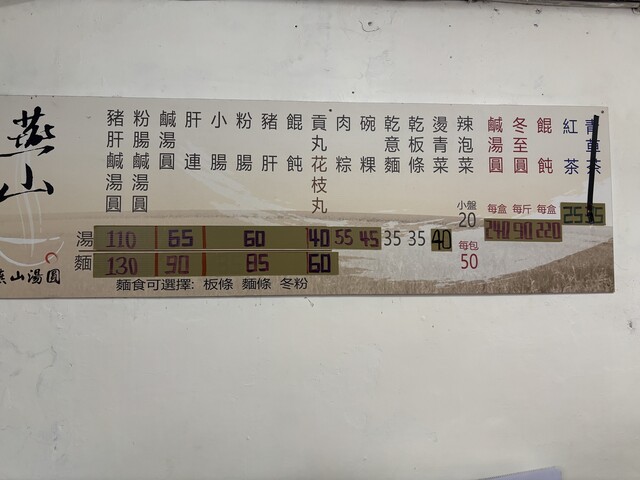 燕山
燕山湯圓
豬肝鹹湯圓
粉腸鹹湯圓
鹹湯圓
肝連
小腸
粉腸
豬肝
餛飩
貢丸花枝丸
肉粽
碗粿
乾意麵
乾板條
燙青菜
辣泡菜
鹹湯圓
冬至圓
餛飩
紅茶
青草茶
小盤 20
每包 50
每盒 每斤 每盒
240 90 220
湯 110 65 60 40 55 45 35 35 40
麵 130 90 85 60
麵食可選擇: 板條 麵條 冬粉